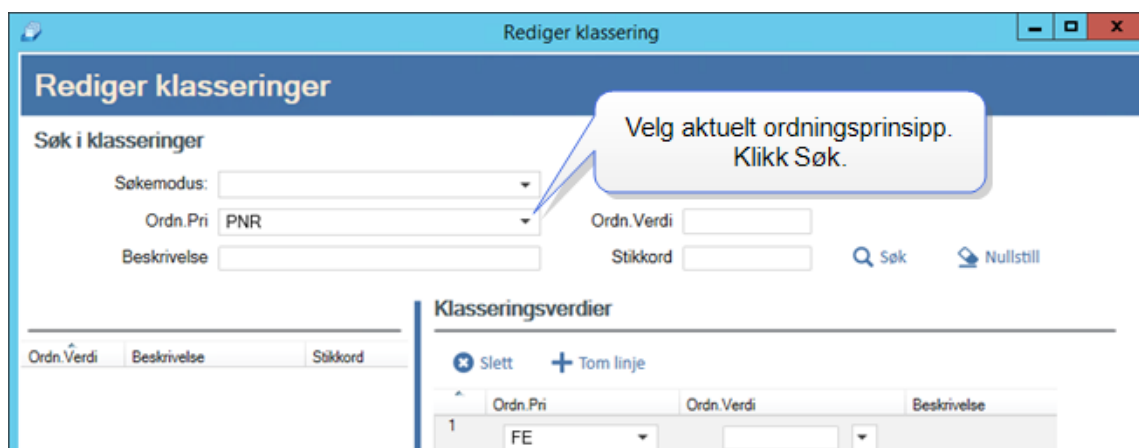 Rediger klassering
Rediger klasseringer
Velg aktuelt ordningsprinsipp.
Klikk Søk.
Søk i klasseringer
Søkemodus:
Ordn.Pri PNR Ordn.Verdi
Beskrivelse Stikkord Søk Nullstill
Klasseringsverdier
Ordn.Verdi Beskrivelse Stikkord
Slett Tom linje
Ordn.Pri Ordn.Verdi Beskrivelse
1
FE